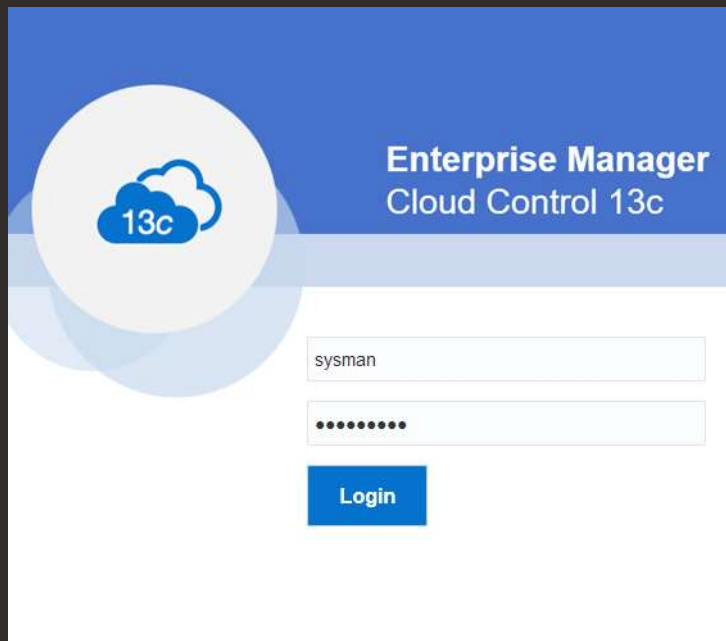 13c
Enterprise Manager
Cloud Control 13c
sysman
•••••••••
Login